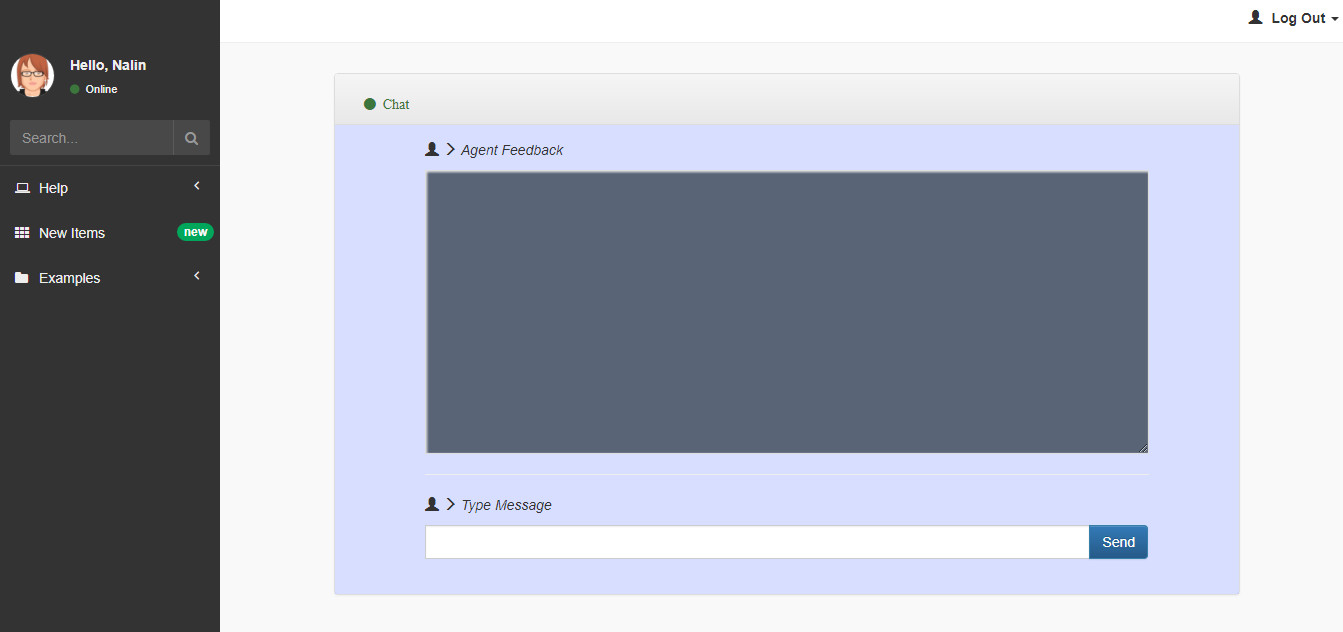 Log Out
Hello, Nalin
Online
Search...
Help
New Items new
Examples
Chat
Agent Feedback
Type Message
Send